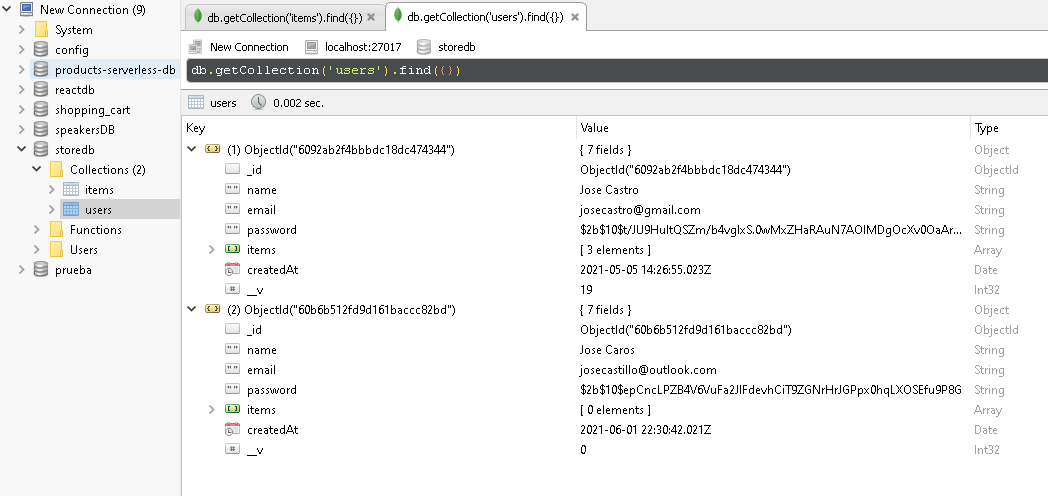 New Connection (9)
System
config
products-serverless-db
reactdb
shopping_cart
speakersDB
storedb
Collections (2)
items
users
Functions
Users
prueba
db.getCollection('items').find({})
db.getCollection('users').find({})
New Connection localhost:27017 storedb
db.getCollection('users').find({})
users 0.002 sec.
Key Value Type
(1) ObjectId("6092ab2f4bbbdc18dc474344") { 7 fields } Object
_id ObjectId("6092ab2f4bbbdc18dc474344") ObjectId
name Jose Castro String
email josecastro@gmail.com String
password $2b$10$t/JU9HultQSZm/b4vglxS.0wMxZHaRAuN7AOIMDgOcXv0OaAr... String
items [ 3 elements ] Array
createdAt 2021-05-05 14:26:55.023Z Date
__v 19 Int32
(2) ObjectId("60b6b512fd9d161baccc82bd") { 7 fields } Object
_id ObjectId("60b6b512fd9d161baccc82bd") ObjectId
name Jose Caros String
email josecastillo@outlook.com String
password $2b$10$epCncLPZB4V6VuFa2JlFdevhCiT9ZGNrHrJGPpx0hqLXOSEfu9P8G String
items [ 0 elements ] Array
createdAt 2021-06-01 22:30:42.021Z Date
__v 0 Int32